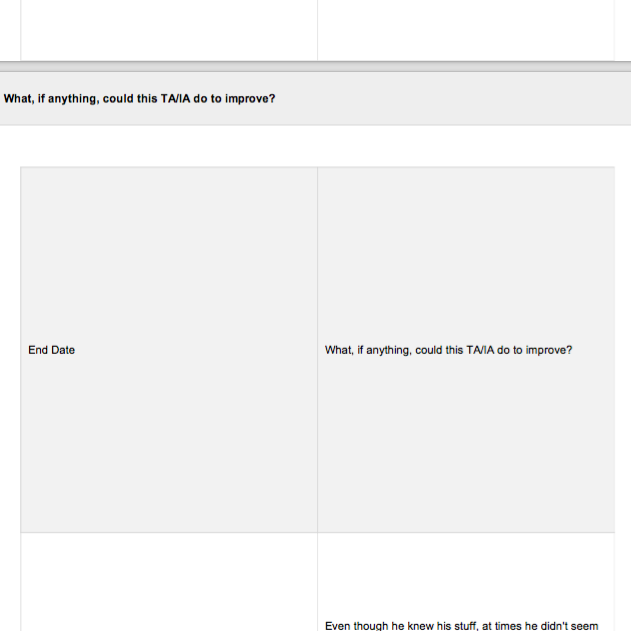 What, if anything, could this TA/IA do to improve?
End Date
What, if anything, could this TA/IA do to improve?
Even though he knew his stuff, at times he didn't seem